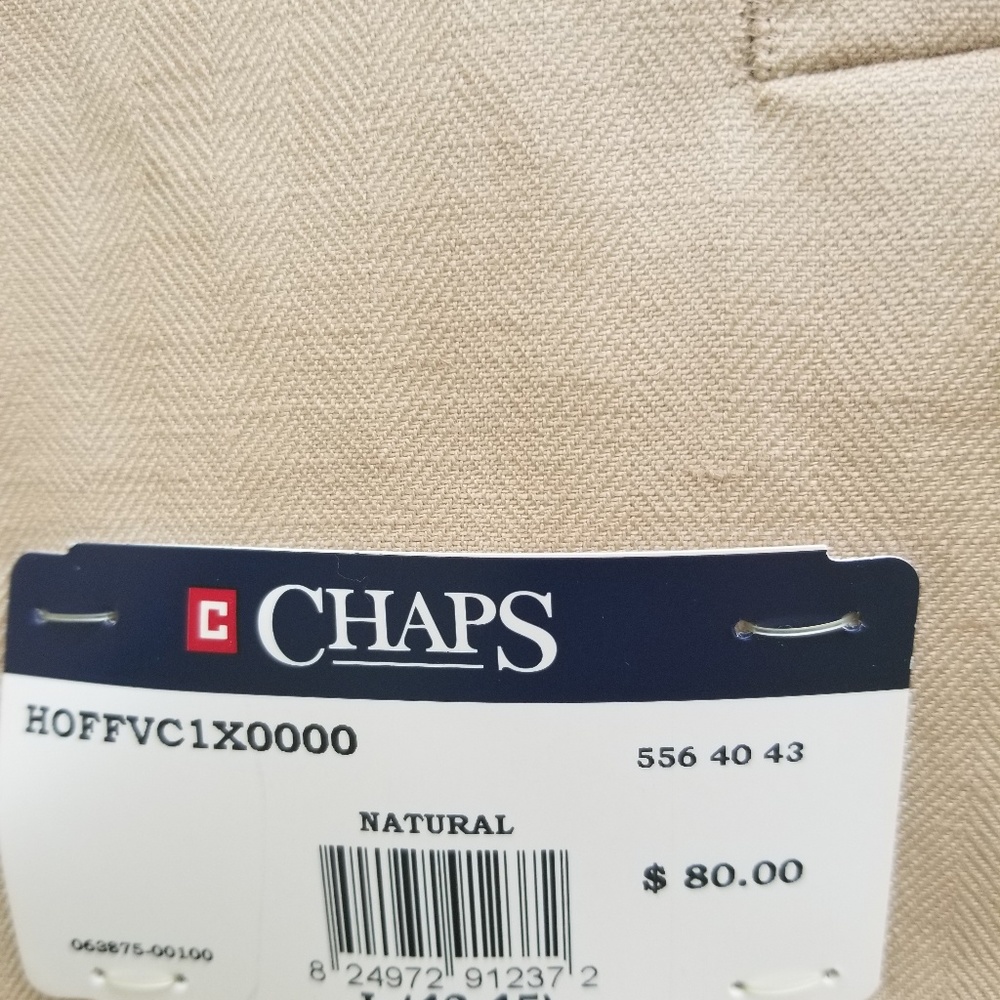 C CHAPS
HOFFVC1X0000
556 40 43
NATURAL
$ 80.00
063875-00100
8 24972 91237 2